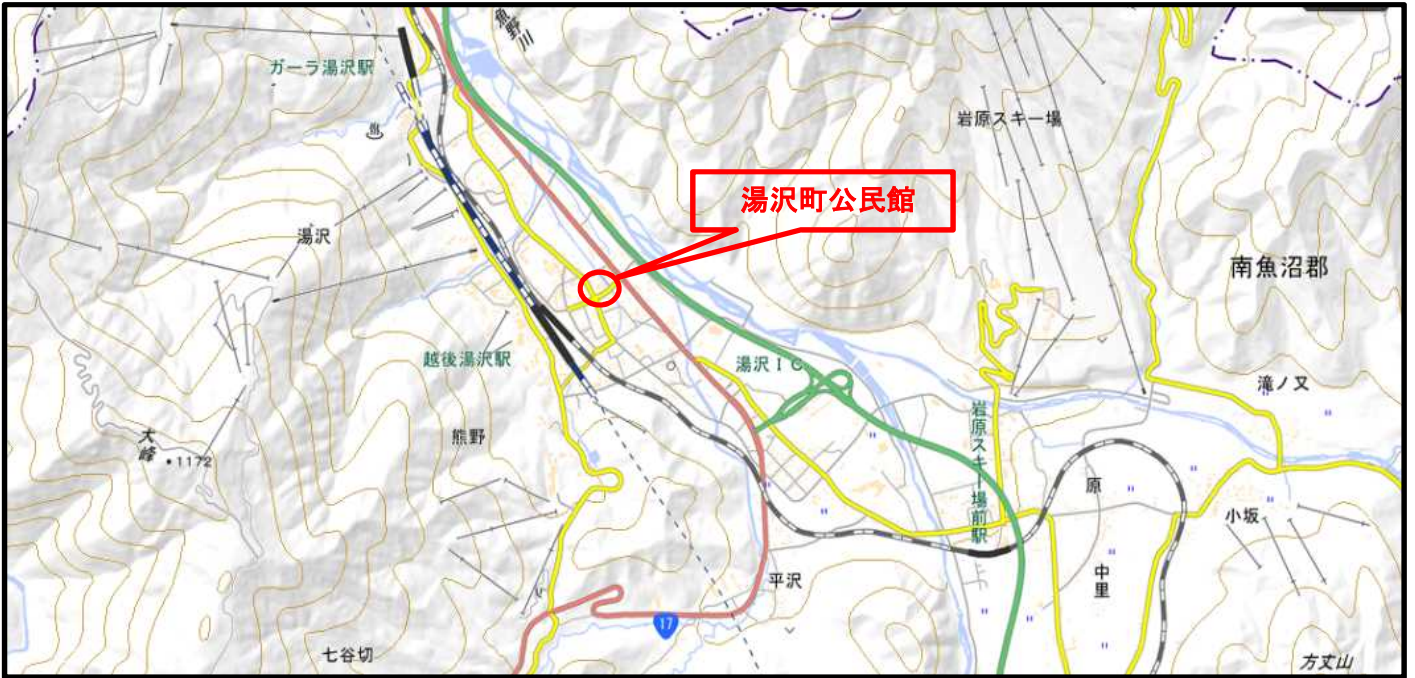 魚野川
ガーラ湯沢駅
岩原スキー場
湯沢町公民館
湯沢
南魚沼郡
越後湯沢駅
湯沢IC
滝ノ又
岩原スキー場前駅
大峰
・1172
熊野
原
小坂
中里
平沢
17
七谷切
方丈山